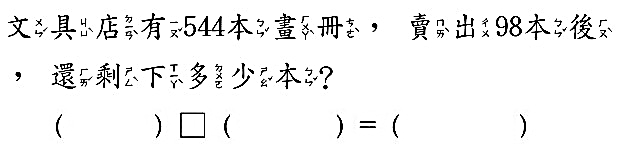 文具店有544本畫冊，賣出98本後
，還剩下多少本？
(　　　) □ (　　　) = (　　　)